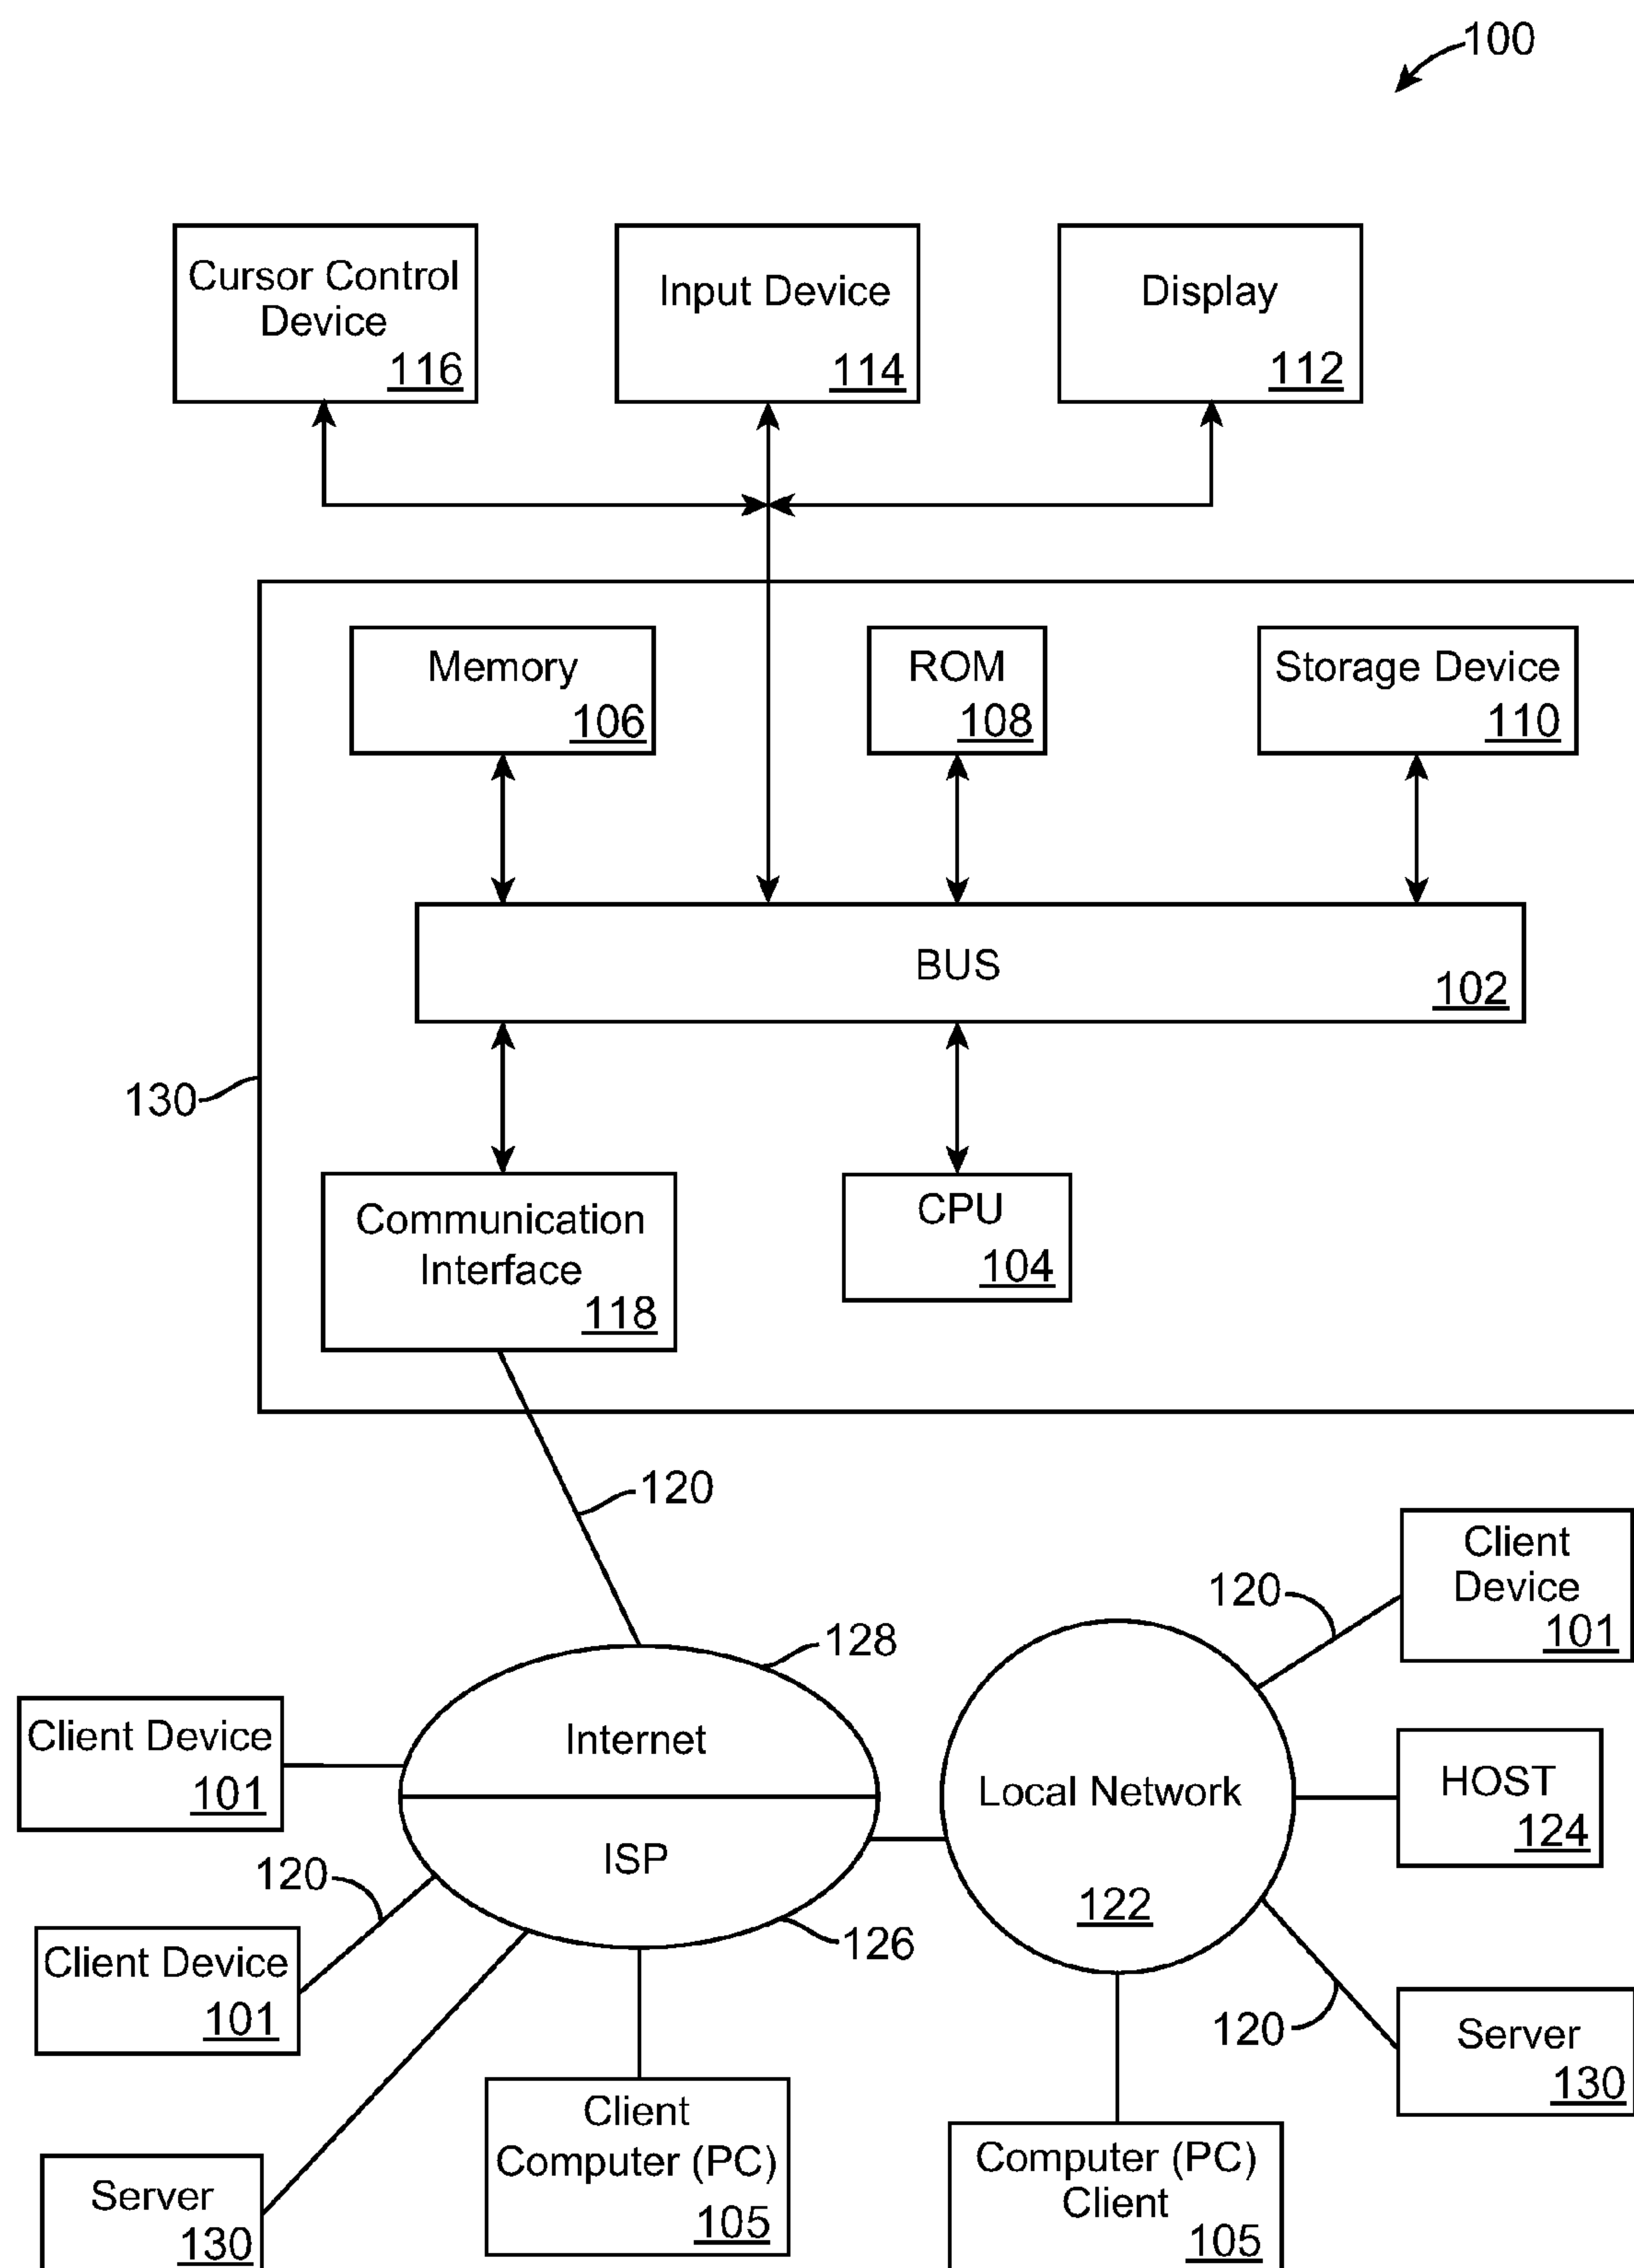 100
Cursor Control
Device
116
Input Device
114
Display
112
Memory
106
ROM
108
Storage Device
110
BUS
102
130
Communication
Interface
118
CPU
104
120
Client
Device
101
120
128
Internet
Client Device
101
Local Network
122
HOST
124
ISP
120
126
Client Device
101
120
Server
130
Client
Computer (PC)
105
Computer (PC)
Client
105
Server
130